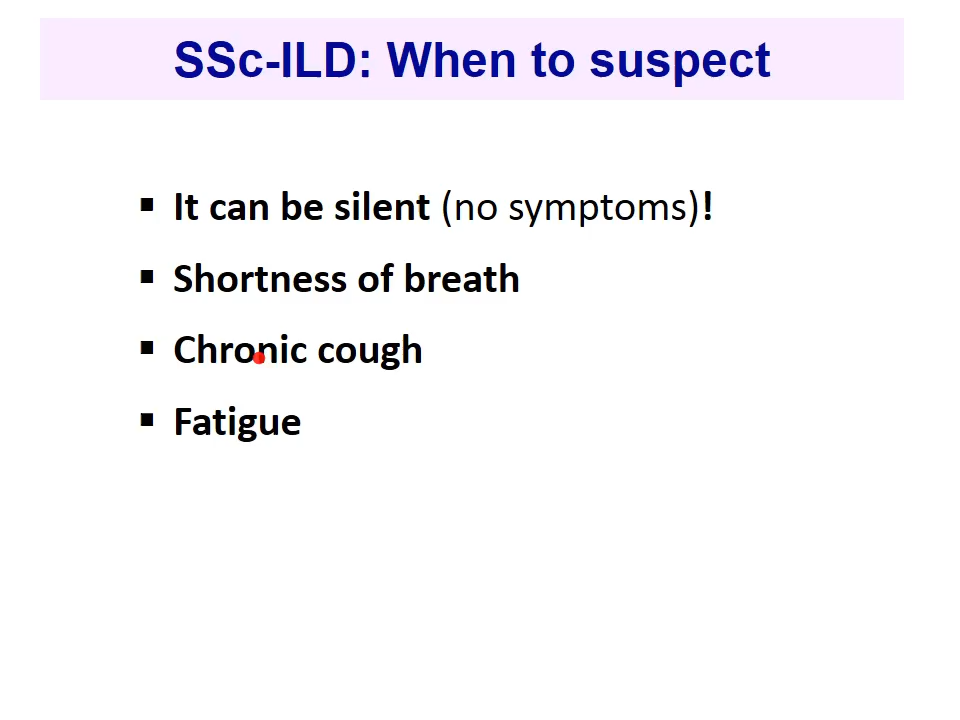 SSc-ILD: When to suspect
▪ It can be silent (no symptoms)!
▪ Shortness of breath
▪ Chronic cough
▪ Fatigue